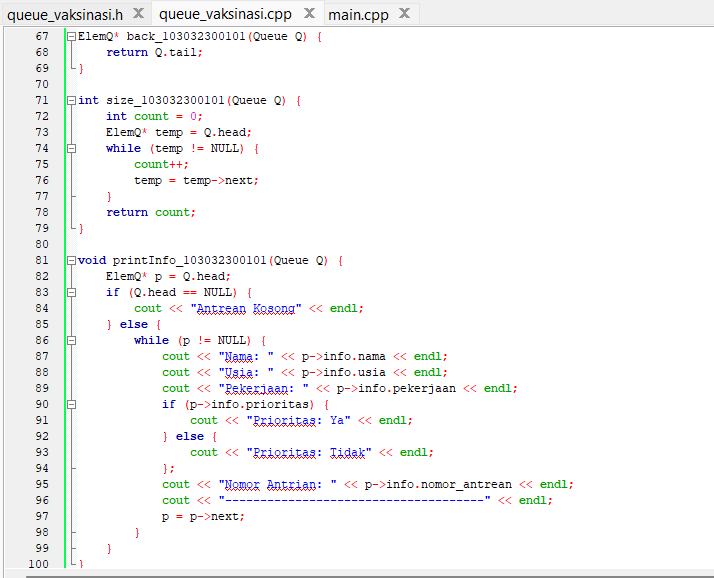 queue_vaksinasi.h X queue_vaksinasi.cpp X main.cpp X
67 ElemQ* back_103032300101(Queue Q) {
68 return Q.tail;
69 }
70
71 int size_103032300101(Queue Q) {
72 int count = 0;
73 ElemQ* temp = Q.head;
74 while (temp != NULL) {
75 count++;
76 temp = temp->next;
77 }
78 return count;
79 }
80
81 void printInfo_103032300101(Queue Q) {
82 ElemQ* p = Q.head;
83 if (Q.head == NULL) {
84 cout << "Antrean Kosong" << endl;
85 } else {
86 while (p != NULL) {
87 cout << "Nama: " << p->info.nama << endl;
88 cout << "Usia: " << p->info.usia << endl;
89 cout << "Pekerjaan: " << p->info.pekerjaan << endl;
90 if (p->info.prioritas) {
91 cout << "Prioritas: Ya" << endl;
92 } else {
93 cout << "Prioritas: Tidak" << endl;
94 };
95 cout << "Nomor Antrian: " << p->info.nomor_antrean << endl;
96 cout << "-------------------------------------" << endl;
97 p = p->next;
98 }
99 }
100 }